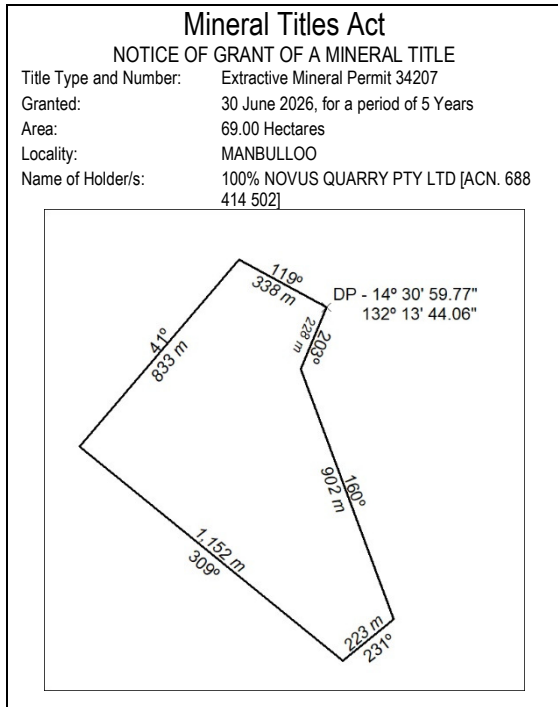 Mineral Titles Act
NOTICE OF GRANT OF A MINERAL TITLE
Title Type and Number: Extractive Mineral Permit 34207
Granted: 30 June 2026, for a period of 5 Years
Area: 69.00 Hectares
Locality: MANBULLOO
Name of Holder/s: 100% NOVUS QUARRY PTY LTD [ACN. 688
414 502]
119º
338 m
DP - 14º 30' 59.77"
132º 13' 44.06"
203º
228 m
41º
833 m
160º
902 m
1,152 m
309º
223 m
231º